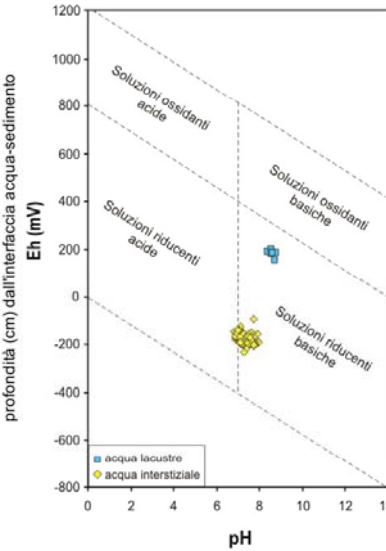 profondità (cm) dall'interfaccia acqua-sedimento
Eh (mV)
1200
1000
800
600
400
200
0
-200
-400
-600
-800
Soluzioni ossidanti
acide
Soluzioni ossidanti
basiche
Soluzioni riducenti
acide
Soluzioni riducenti
basiche
acqua lacustre
acqua interstiziale
0 2 4 6 8 10 12 14
pH